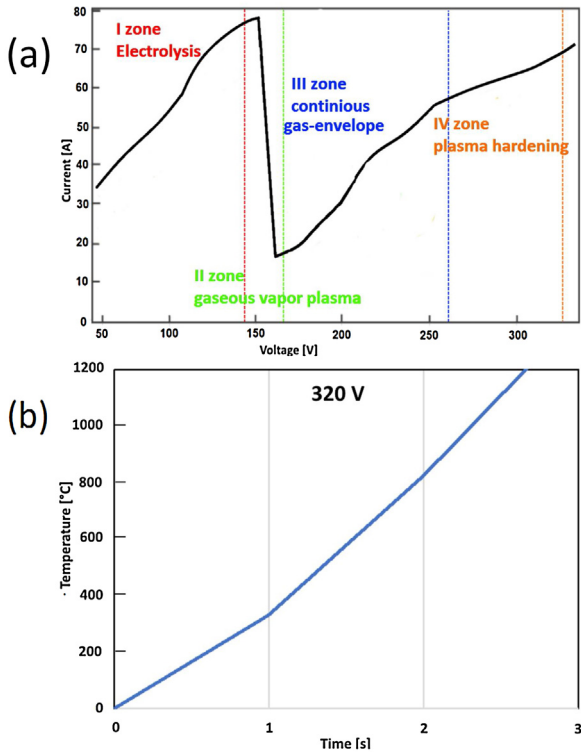 (a)
80
70
60
50
40
30
20
10
0
Current [A]
I zone
Electrolysis
III zone
continious
gas-envelope
IV zone
plasma hardening
II zone
gaseous vapor plasma
50 100 150 200 250 300
Voltage [V]
(b)
320 V
1200
1000
800
600
400
200
0
· Temperature [°C]
0 1 2 3
Time [s]